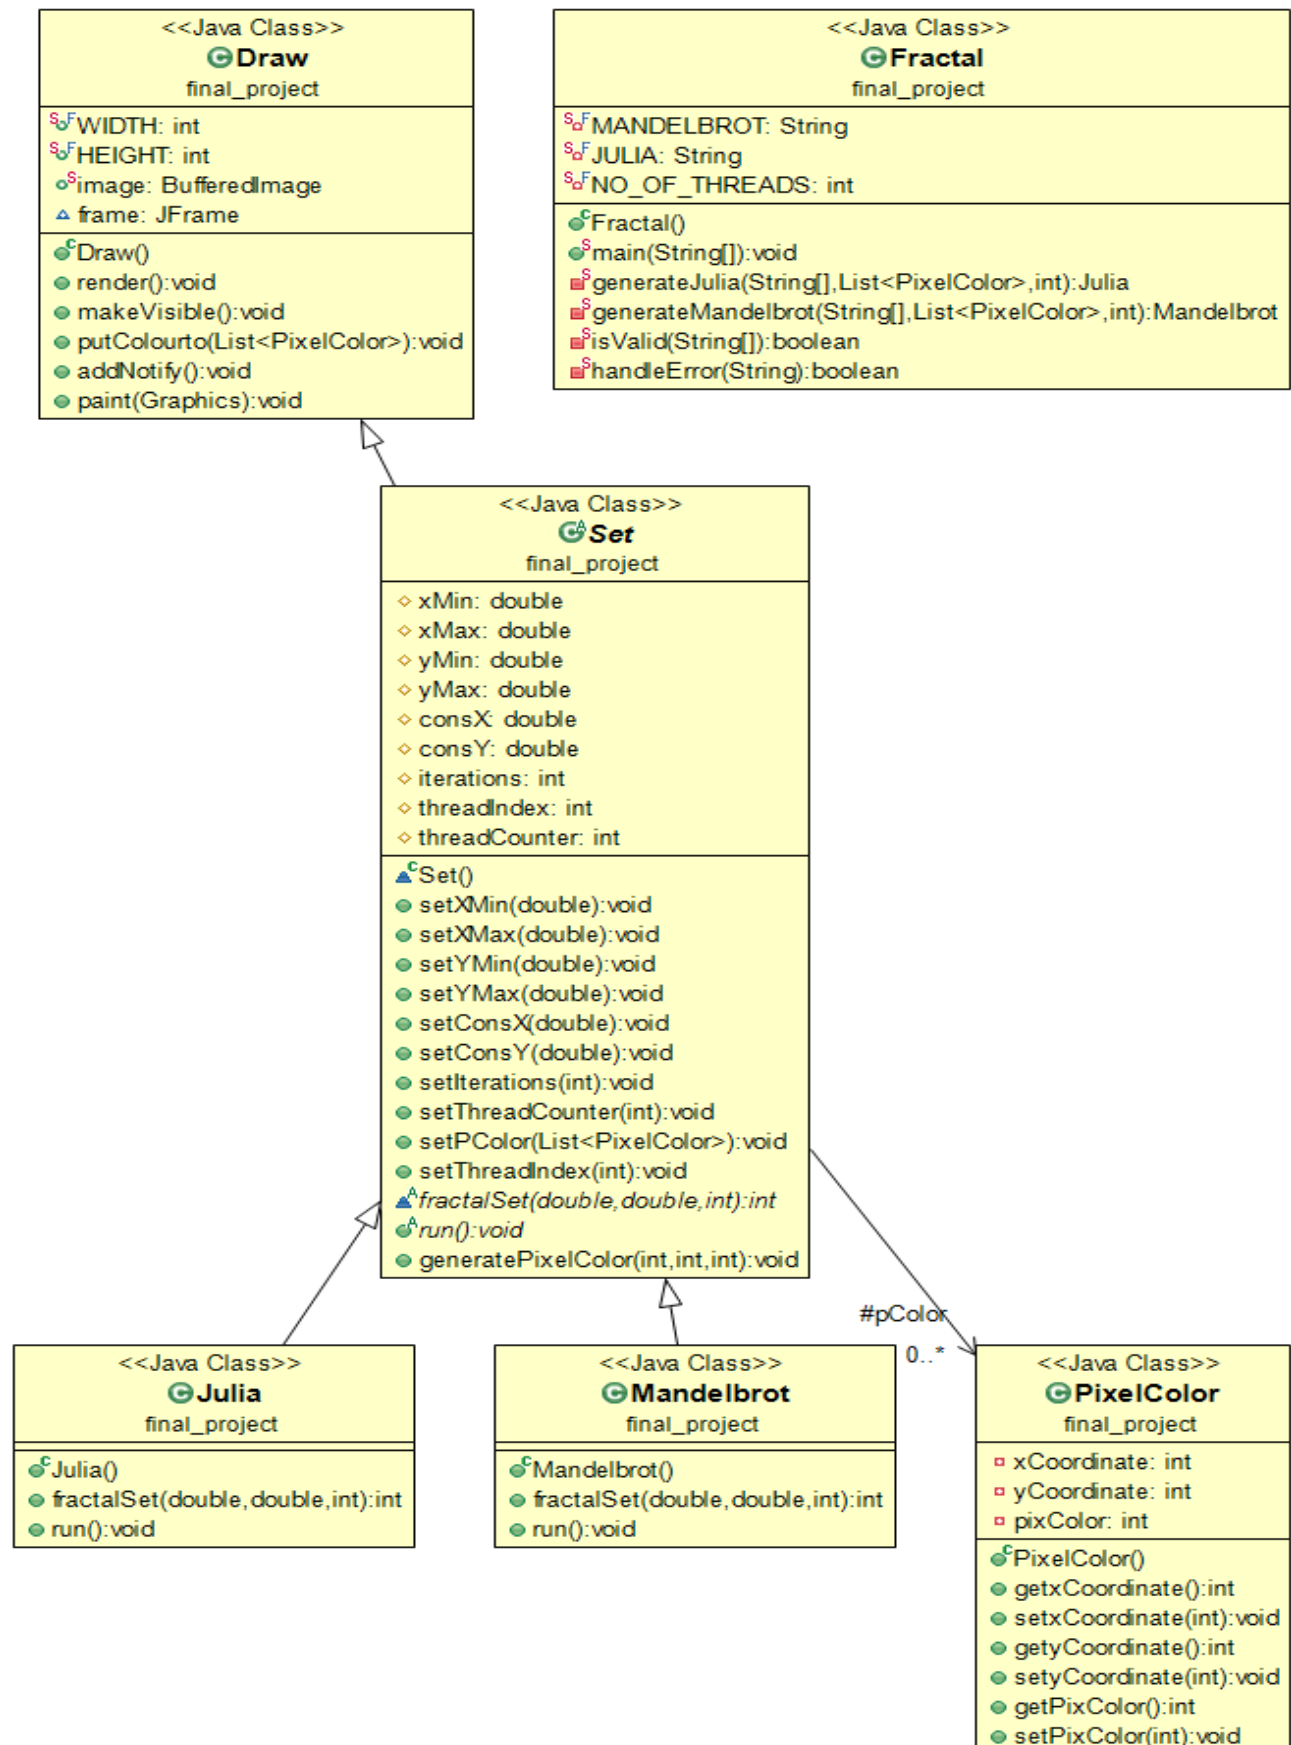 <<Java Class>>
Draw
final_project
WIDTH: int
HEIGHT: int
image: BufferedImage
frame: JFrame
Draw()
render():void
makeVisible():void
putColourto(List<PixelColor>):void
addNotify():void
paint(Graphics):void
<<Java Class>>
Fractal
final_project
MANDELBROT: String
JULIA: String
NO_OF_THREADS: int
Fractal()
main(String[]):void
generateJulia(String[],List<PixelColor>,int):Julia
generateMandelbrot(String[],List<PixelColor>,int):Mandelbrot
isValid(String[]):boolean
handleError(String):boolean
<<Java Class>>
Set
final_project
xMin: double
xMax: double
yMin: double
yMax: double
consX: double
consY: double
iterations: int
threadIndex: int
threadCounter: int
Set()
setXMin(double):void
setXMax(double):void
setYMin(double):void
setYMax(double):void
setConsX(double):void
setConsY(double):void
setIterations(int):void
setThreadCounter(int):void
setPColor(List<PixelColor>):void
setThreadIndex(int):void
fractalSet(double,double,int):int
run():void
generatePixelColor(int,int,int):void
#pColor
0..*
<<Java Class>>
Julia
final_project
Julia()
fractalSet(double,double,int):int
run():void
<<Java Class>>
Mandelbrot
final_project
Mandelbrot()
fractalSet(double,double,int):int
run():void
<<Java Class>>
PixelColor
final_project
xCoordinate: int
yCoordinate: int
pixColor: int
PixelColor()
getxCoordinate():int
setxCoordinate(int):void
getyCoordinate():int
setyCoordinate(int):void
getPixColor():int
setPixColor(int):void